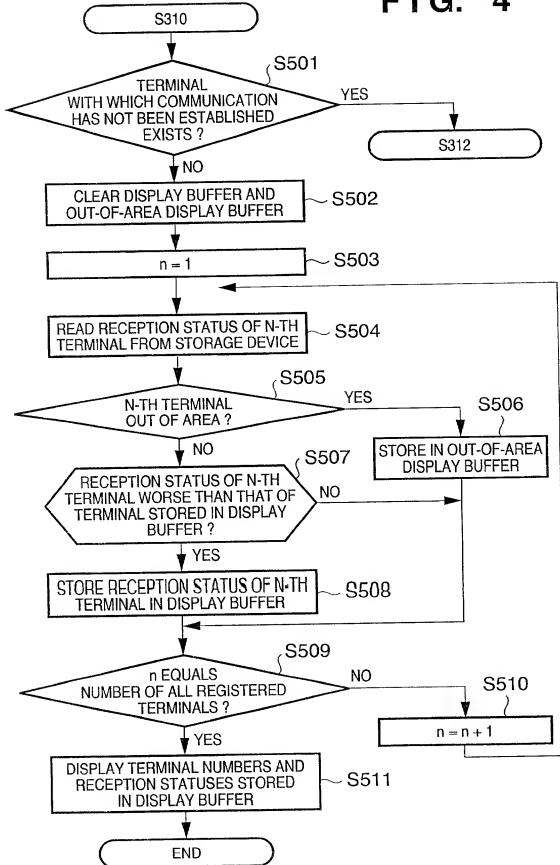 FIG. 4
S310
S501
TERMINAL
WITH WHICH COMMUNICATION
HAS NOT BEEN ESTABLISHED
EXISTS ?
YES
S312
NO
CLEAR DISPLAY BUFFER AND
OUT-OF-AREA DISPLAY BUFFER
S502
n = 1
S503
READ RECEPTION STATUS OF N-TH
TERMINAL FROM STORAGE DEVICE
S504
S505
N-TH TERMINAL
OUT OF AREA ?
YES
S506
STORE IN OUT-OF-AREA
DISPLAY BUFFER
NO
S507
RECEPTION STATUS OF N-TH
TERMINAL WORSE THAN THAT OF
TERMINAL STORED IN DISPLAY
BUFFER ?
NO
YES
STORE RECEPTION STATUS OF N-TH
TERMINAL IN DISPLAY BUFFER
S508
S509
n EQUALS
NUMBER OF ALL REGISTERED
TERMINALS ?
NO
S510
n = n + 1
YES
DISPLAY TERMINAL NUMBERS AND
RECEPTION STATUSES STORED
IN DISPLAY BUFFER
S511
END